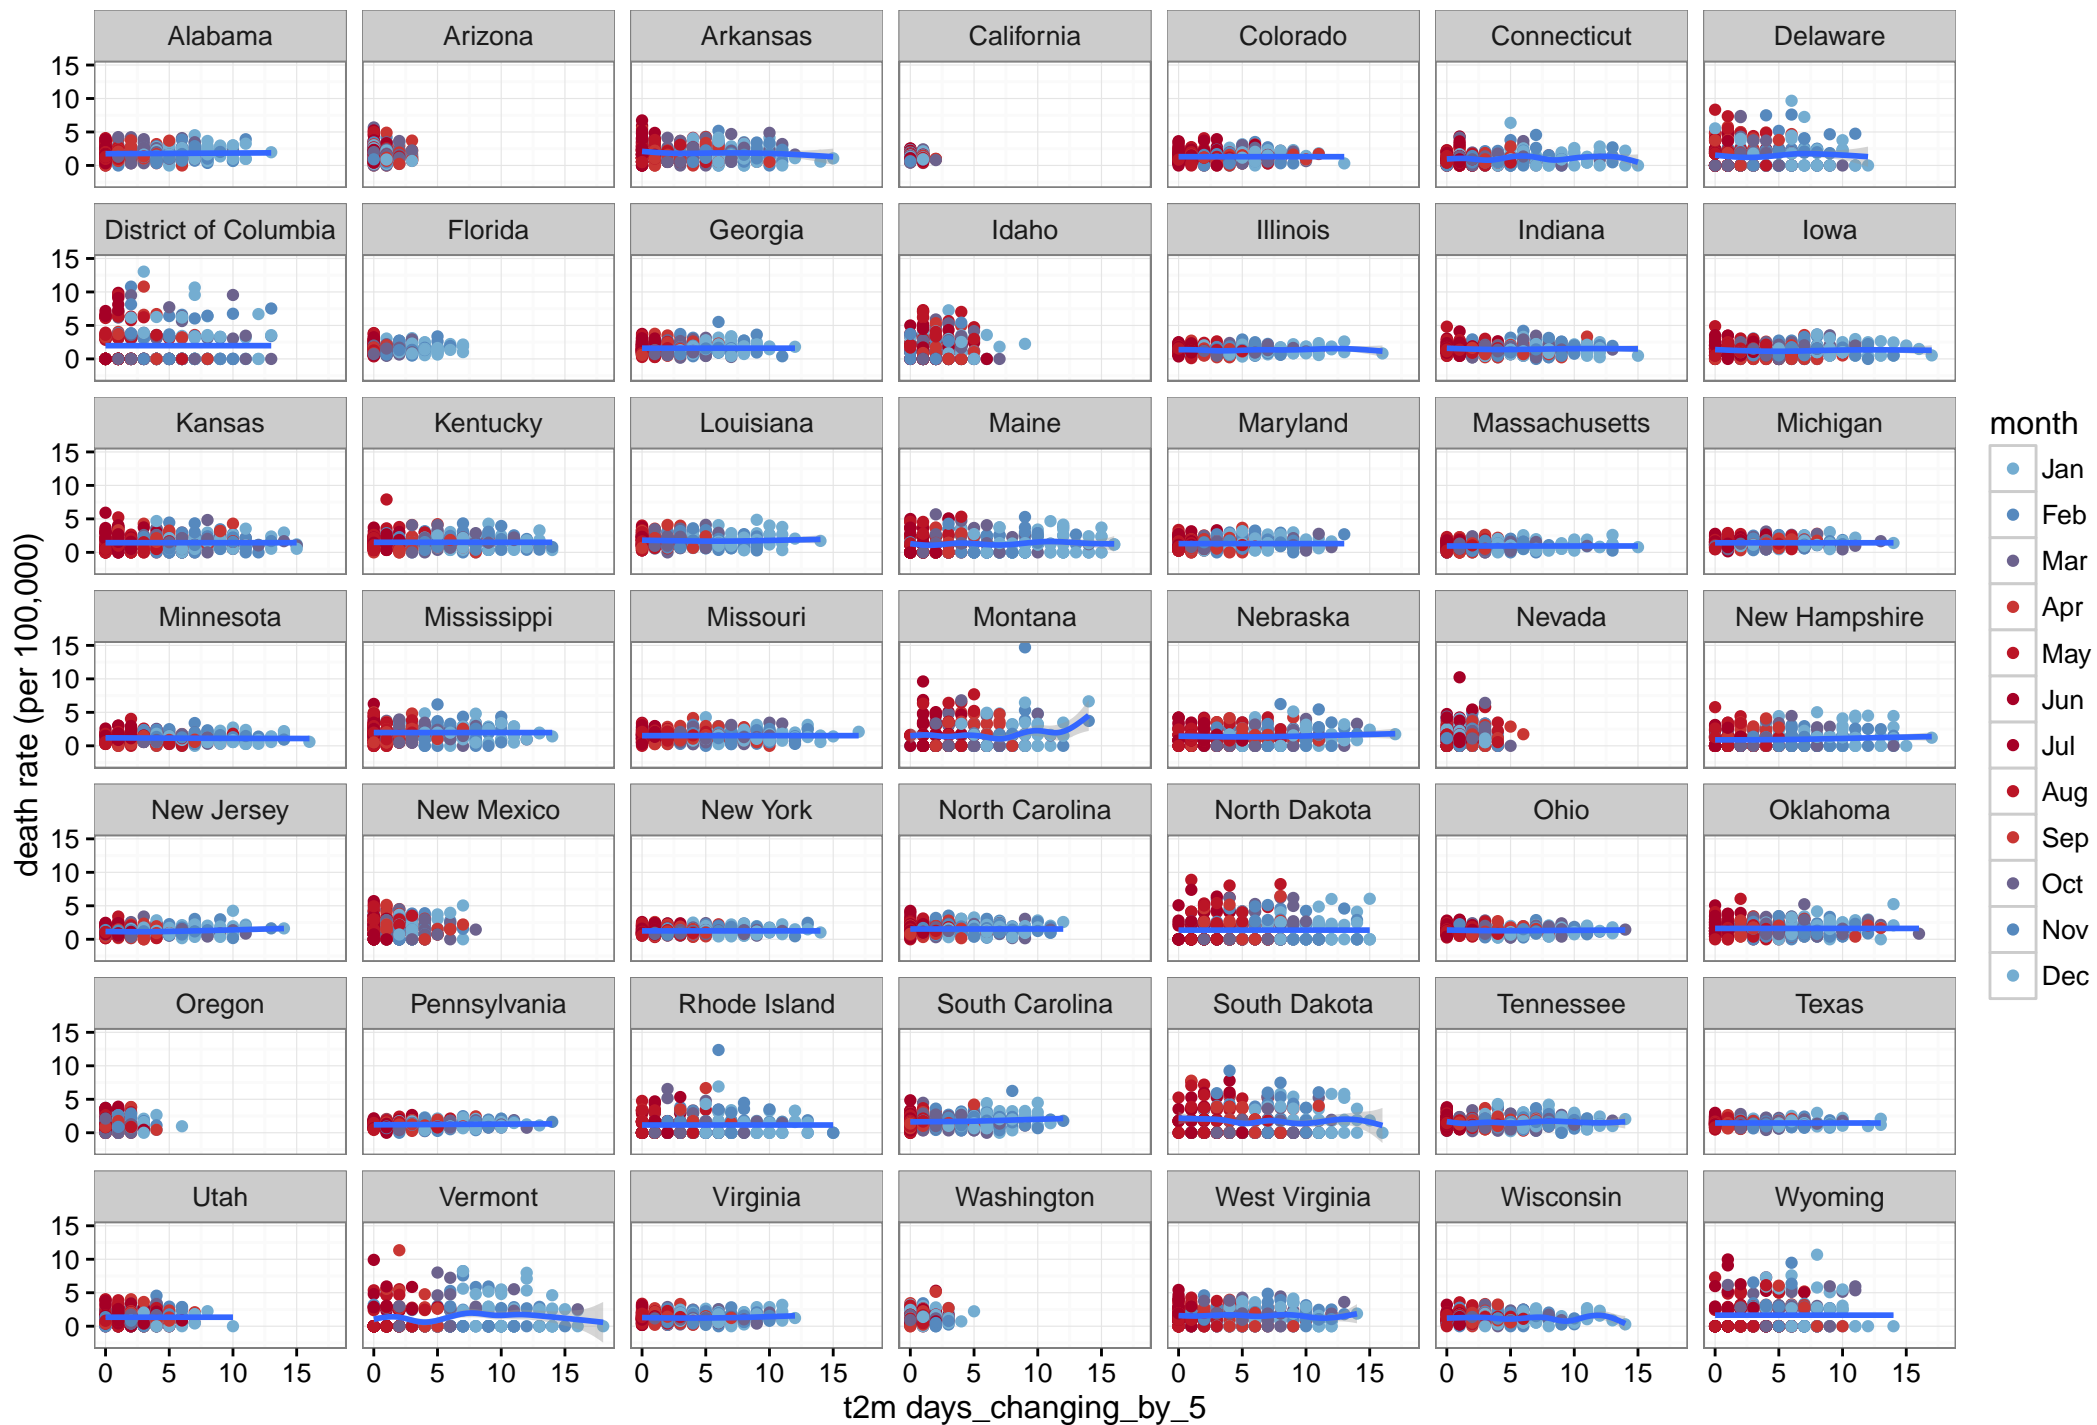 Alabama Arizona Arkansas California Colorado Connecticut Delaware
15
10
5
0
District of Columbia Florida Georgia Idaho Illinois Indiana Iowa
15
10
5
0
Kansas Kentucky Louisiana Maine Maryland Massachusetts Michigan
15
10
5
0
Minnesota Mississippi Missouri Montana Nebraska Nevada New Hampshire
15
10
5
0
New Jersey New Mexico New York North Carolina North Dakota Ohio Oklahoma
15
10
5
0
Oregon Pennsylvania Rhode Island South Carolina South Dakota Tennessee Texas
15
10
5
0
Utah Vermont Virginia Washington West Virginia Wisconsin Wyoming
15
10
5
0
0 5 10 15 0 5 10 15 0 5 10 15 0 5 10 15 0 5 10 15 0 5 10 15 0 5 10 15
t2m days_changing_by_5
death rate (per 100,000)
month
Jan
Feb
Mar
Apr
May
Jun
Jul
Aug
Sep
Oct
Nov
Dec